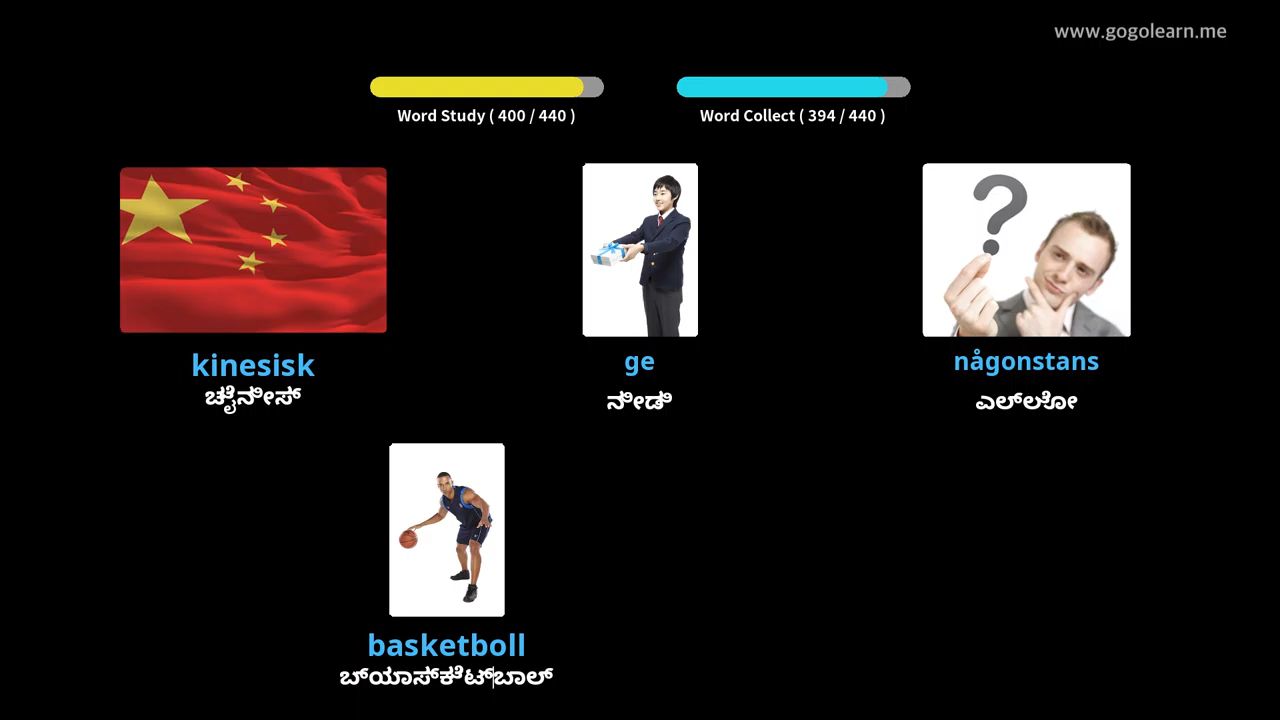 www.gogolearn.me
Word Study ( 400 / 440 )
Word Collect ( 394 / 440 )
kinesisk
ಚೈನೀಸ್
ge
ನೀಡಿ
någonstans
ಎಲ್ಲೋ
basketboll
ಬ್ಯಾಸ್ಕೆಟ್‌ಬಾಲ್